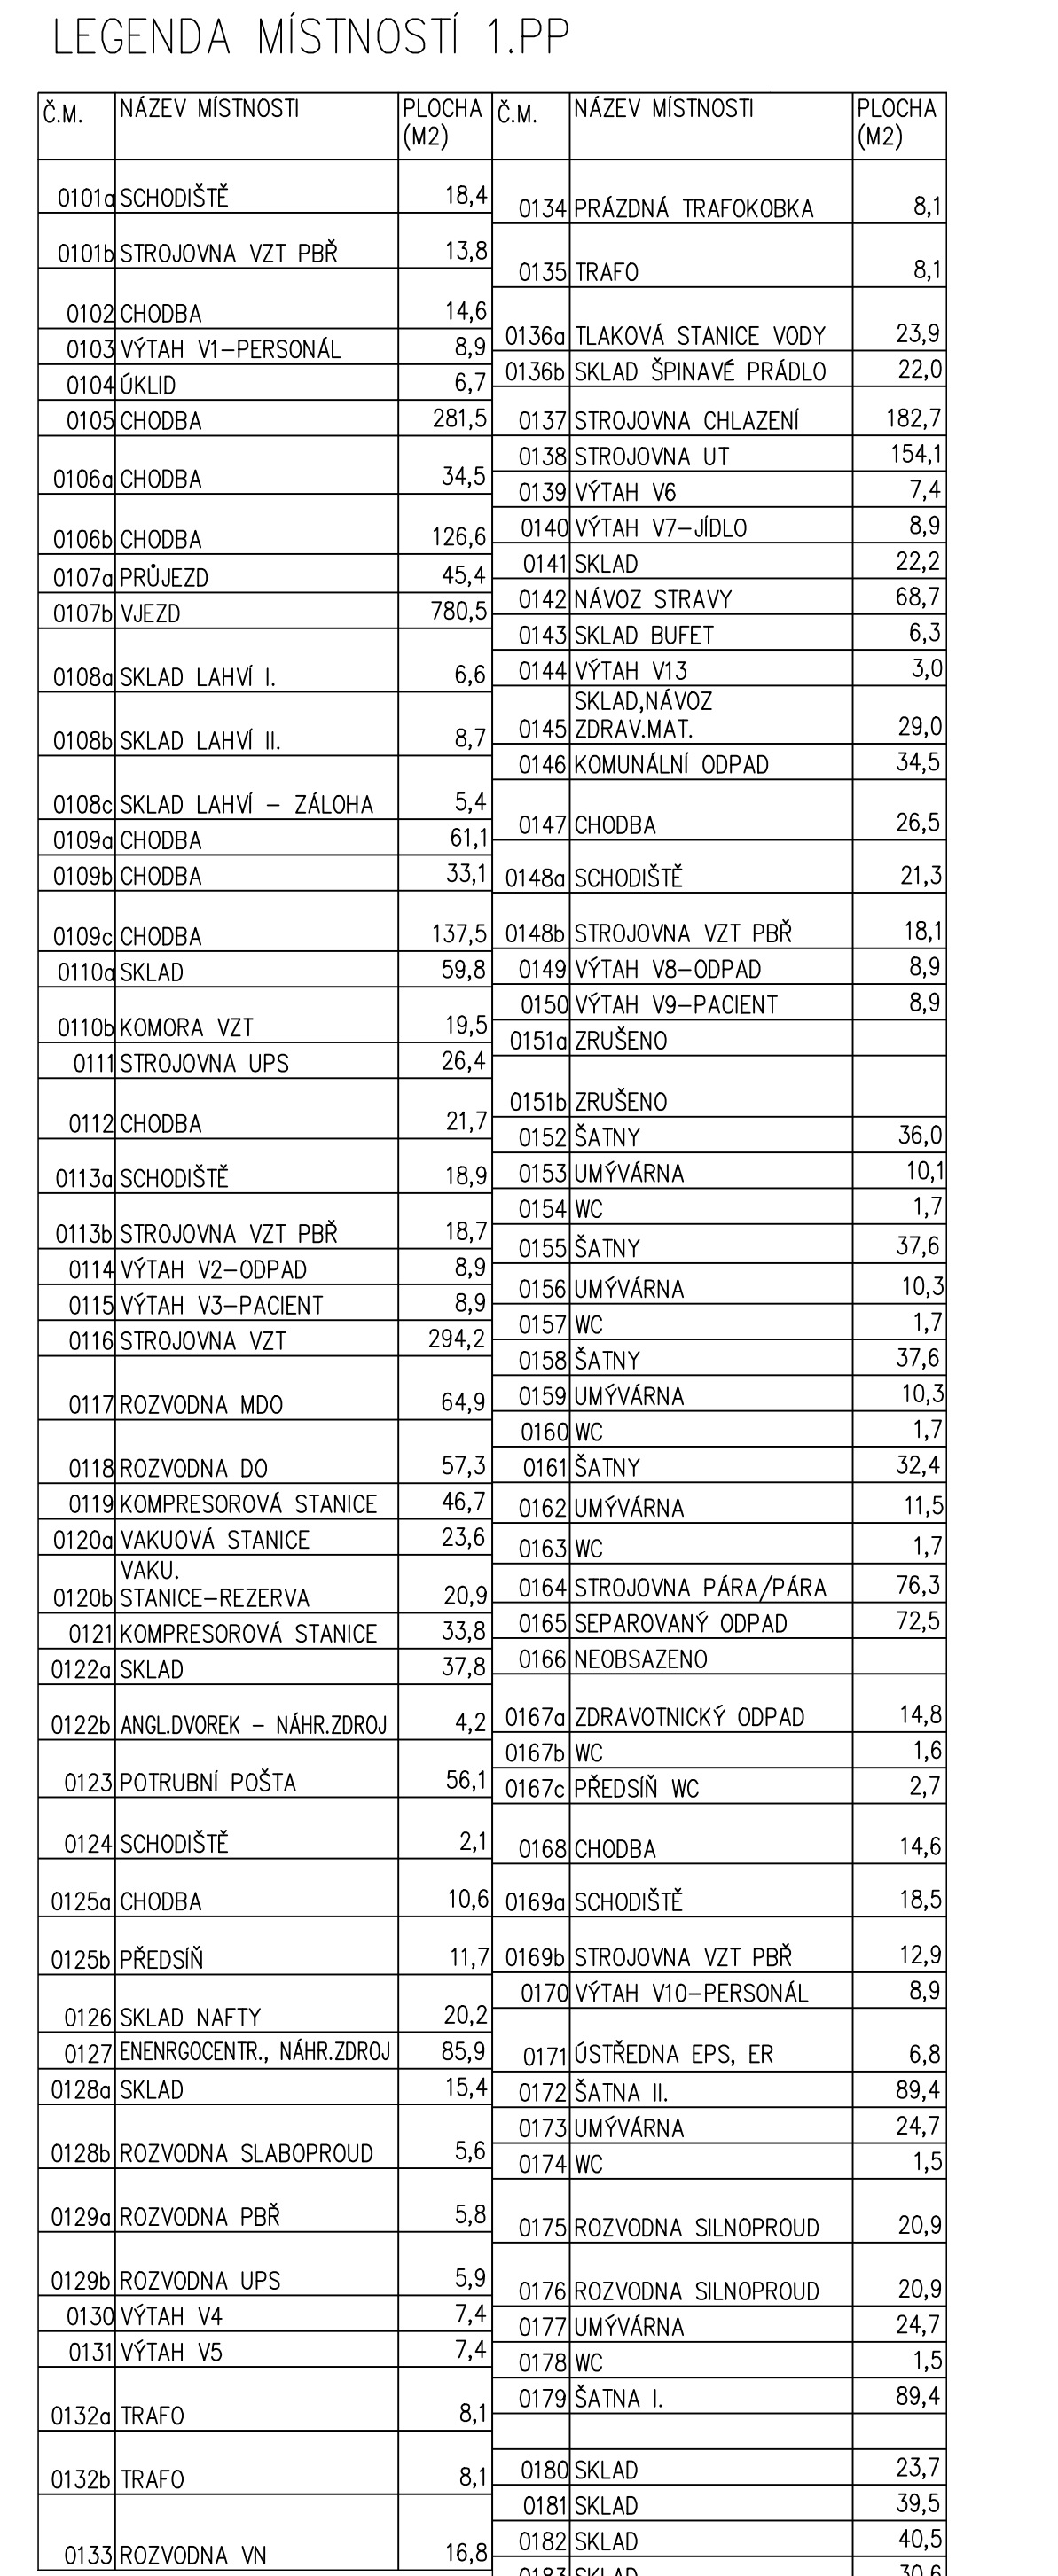 LEGENDA MÍSTNOSTÍ 1.PP
Č.M. NÁZEV MÍSTNOSTI PLOCHA (M2)
0101a SCHODIŠTĚ 18,4
0101b STROJOVNA VZT PBŘ 13,8
0102 CHODBA 14,6
0103 VÝTAH V1-PERSONÁL 8,9
0104 ÚKLID 6,7
0105 CHODBA 281,5
0106a CHODBA 34,5
0106b CHODBA 126,6
0107a PRŮJEZD 45,4
0107b VJEZD 780,5
0108a SKLAD LAHVÍ I. 6,6
0108b SKLAD LAHVÍ II. 8,7
0108c SKLAD LAHVÍ - ZÁLOHA 5,4
0109a CHODBA 61,1
0109b CHODBA 33,1
0109c CHODBA 137,5
0110a SKLAD 59,8
0110b KOMORA VZT 19,5
0111 STROJOVNA UPS 26,4
0112 CHODBA 21,7
0113a SCHODIŠTĚ 18,9
0113b STROJOVNA VZT PBŘ 18,7
0114 VÝTAH V2-ODPAD 8,9
0115 VÝTAH V3-PACIENT 8,9
0116 STROJOVNA VZT 294,2
0117 ROZVODNA MDO 64,9
0118 ROZVODNA DO 57,3
0119 KOMPRESOROVÁ STANICE 46,7
0120a VAKUOVÁ STANICE 23,6
VAKU.
0120b STANICE-REZERVA 20,9
0121 KOMPRESOROVÁ STANICE 33,8
0122a SKLAD 37,8
0122b ANGL.DVOREK - NÁHR.ZDROJ 4,2
0123 POTRUBNÍ POŠTA 56,1
0124 SCHODIŠTĚ 2,1
0125a CHODBA 10,6
0125b PŘEDSÍŇ 11,7
0126 SKLAD NAFTY 20,2
0127 ENENRGOCENTR., NÁHR.ZDROJ 85,9
0128a SKLAD 15,4
0128b ROZVODNA SLABOPROUD 5,6
0129a ROZVODNA PBŘ 5,8
0129b ROZVODNA UPS 5,9
0130 VÝTAH V4 7,4
0131 VÝTAH V5 7,4
0132a TRAFO 8,1
0132b TRAFO 8,1
0133 ROZVODNA VN 16,8
Č.M. NÁZEV MÍSTNOSTI PLOCHA (M2)
0134 PRÁZDNÁ TRAFOKOBKA 8,1
0135 TRAFO 8,1
0136a TLAKOVÁ STANICE VODY 23,9
0136b SKLAD ŠPINAVÉ PRÁDLO 22,0
0137 STROJOVNA CHLAZENÍ 182,7
0138 STROJOVNA UT 154,1
0139 VÝTAH V6 7,4
0140 VÝTAH V7-JÍDLO 8,9
0141 SKLAD 22,2
0142 NÁVOZ STRAVY 68,7
0143 SKLAD BUFET 6,3
0144 VÝTAH V13 3,0
SKLAD,NÁVOZ
0145 ZDRAV.MAT. 29,0
0146 KOMUNÁLNÍ ODPAD 34,5
0147 CHODBA 26,5
0148a SCHODIŠTĚ 21,3
0148b STROJOVNA VZT PBŘ 18,1
0149 VÝTAH V8-ODPAD 8,9
0150 VÝTAH V9-PACIENT 8,9
0151a ZRUŠENO
0151b ZRUŠENO
0152 ŠATNY 36,0
0153 UMÝVÁRNA 10,1
0154 WC 1,7
0155 ŠATNY 37,6
0156 UMÝVÁRNA 10,3
0157 WC 1,7
0158 ŠATNY 37,6
0159 UMÝVÁRNA 10,3
0160 WC 1,7
0161 ŠATNY 32,4
0162 UMÝVÁRNA 11,5
0163 WC 1,7
0164 STROJOVNA PÁRA/PÁRA 76,3
0165 SEPAROVANÝ ODPAD 72,5
0166 NEOBSAZENO
0167a ZDRAVOTNICKÝ ODPAD 14,8
0167b WC 1,6
0167c PŘEDSÍŇ WC 2,7
0168 CHODBA 14,6
0169a SCHODIŠTĚ 18,5
0169b STROJOVNA VZT PBŘ 12,9
0170 VÝTAH V10-PERSONÁL 8,9
0171 ÚSTŘEDNA EPS, ER 6,8
0172 ŠATNA II. 89,4
0173 UMÝVÁRNA 24,7
0174 WC 1,5
0175 ROZVODNA SILNOPROUD 20,9
0176 ROZVODNA SILNOPROUD 20,9
0177 UMÝVÁRNA 24,7
0178 WC 1,5
0179 ŠATNA I. 89,4
0180 SKLAD 23,7
0181 SKLAD 39,5
0182 SKLAD 40,5
0183 SKLAD 30,6